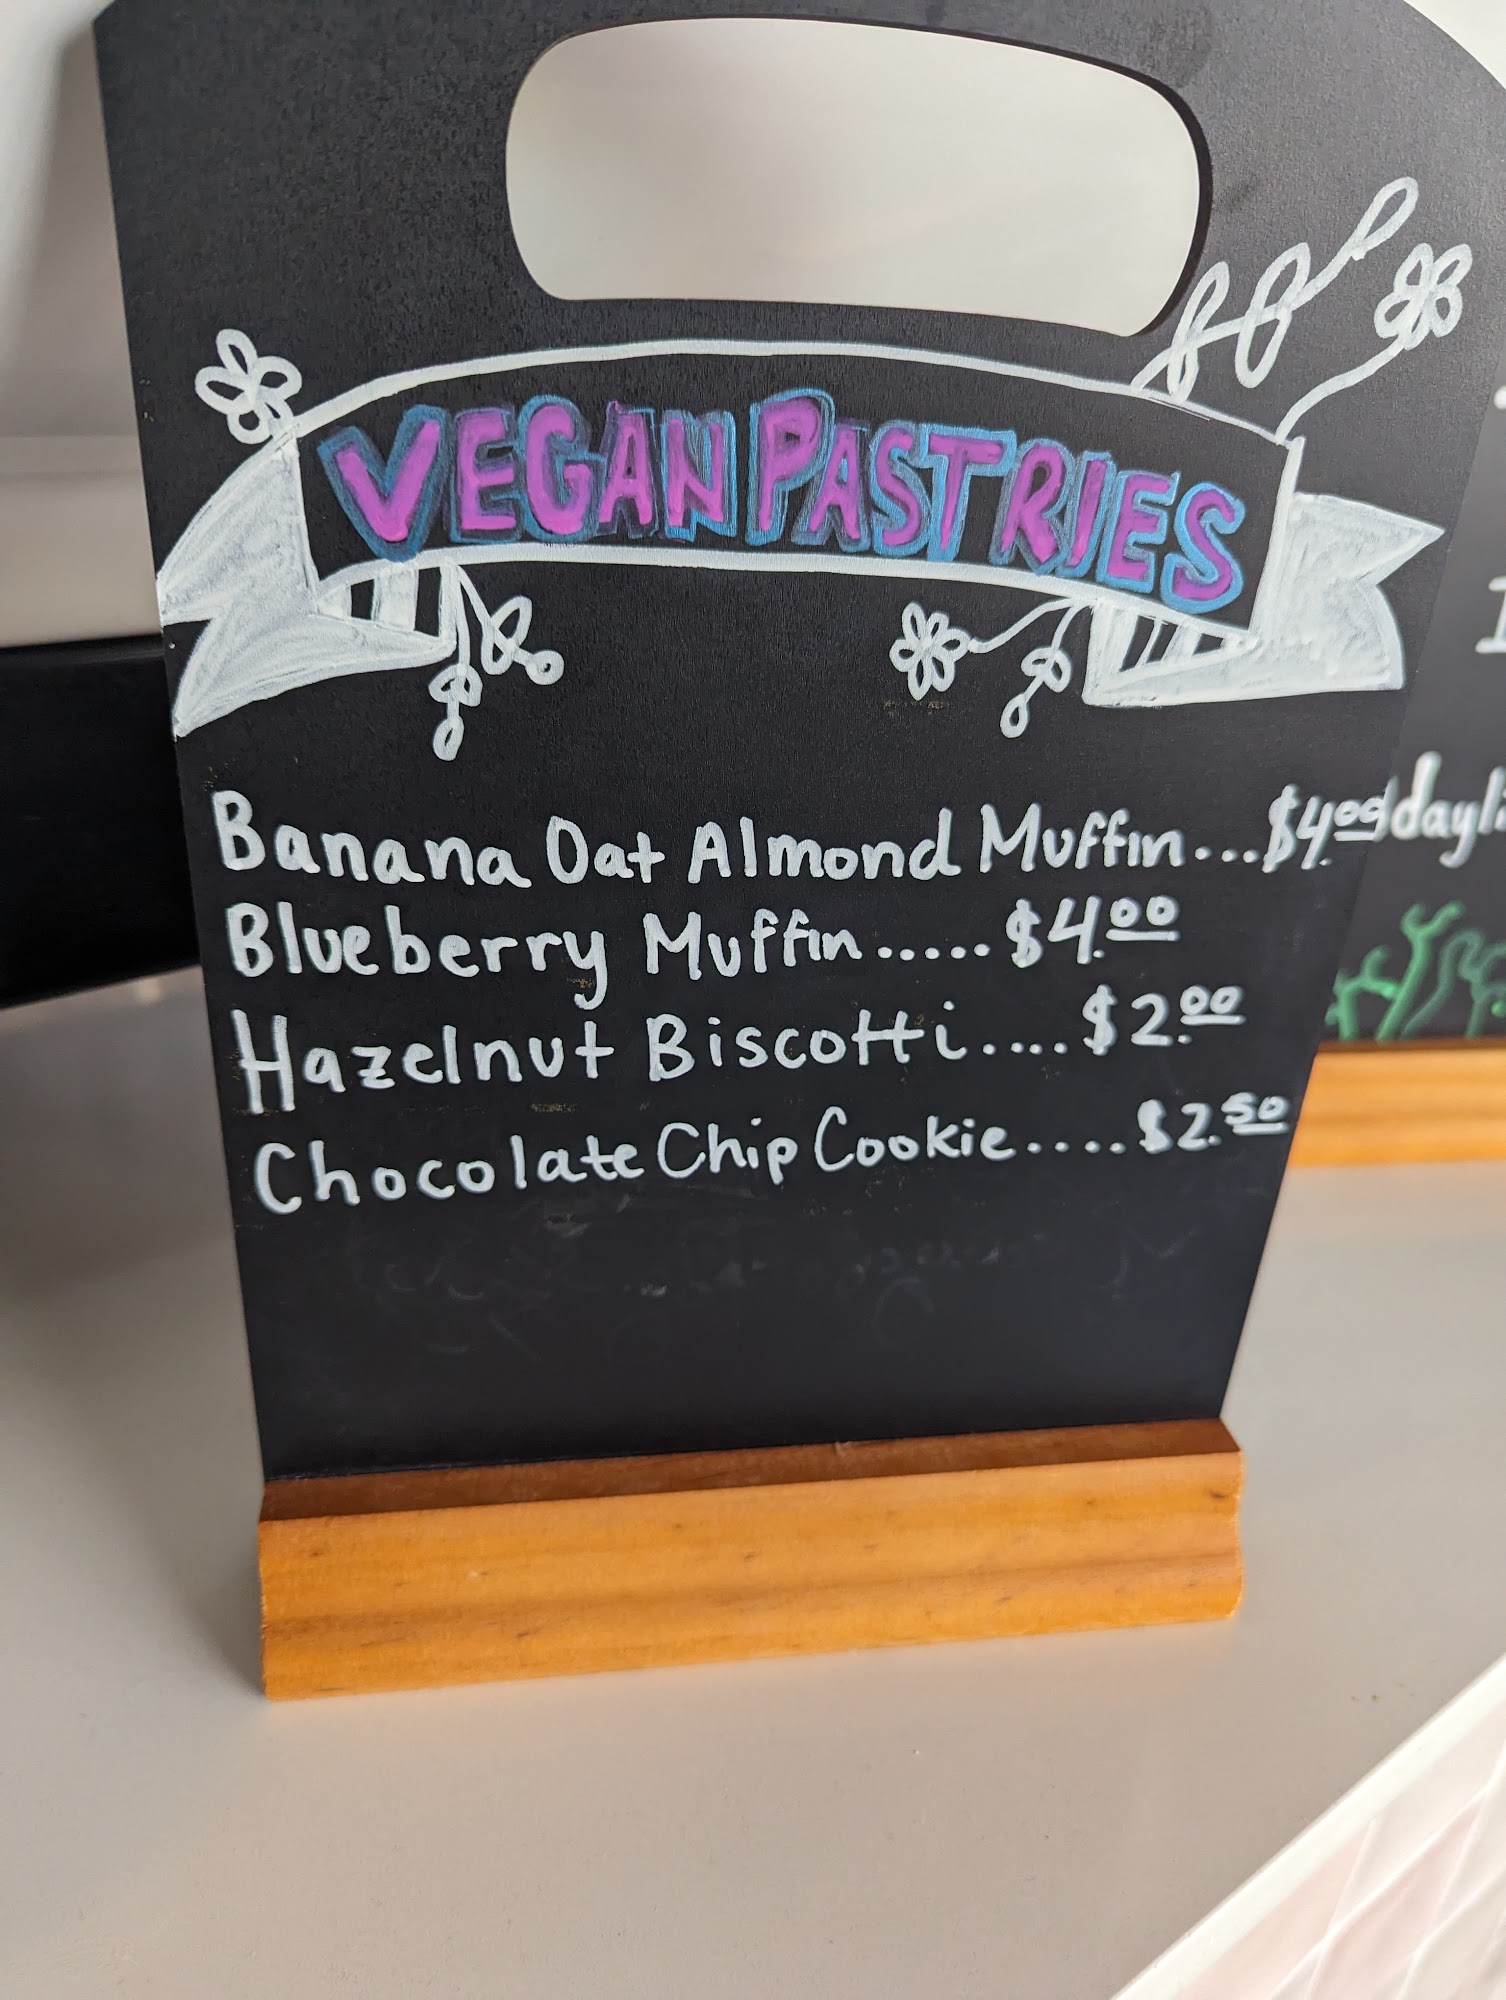 VEGAN PASTRIES
Banana Oat Almond Muffin...$4.00
Blueberry Muffin.....$4.00
Hazelnut Biscotti....$2.00
Chocolate Chip Cookie....$2.50